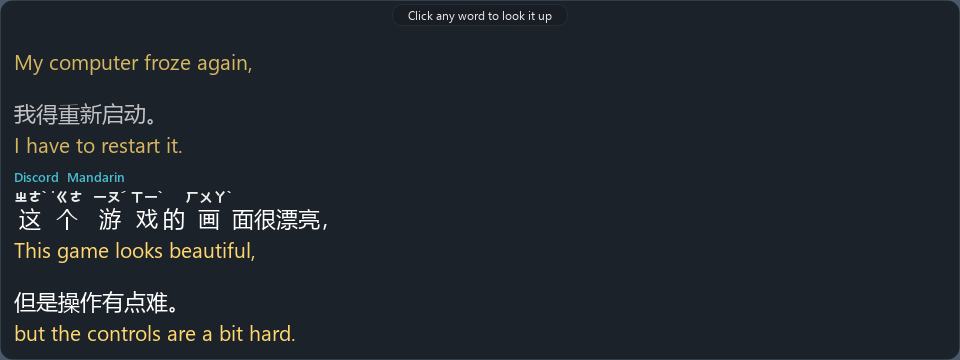 Click any word to look it up
My computer froze again,
我得重新启动。
I have to restart it.
Discord Mandarin
ㄓㄜˋ ˙ㄍㄜ ㄧㄡˊ ㄒㄧˋ ㄏㄨㄚˋ
这个游戏的画面很漂亮，
This game looks beautiful,
但是操作有点难。
but the controls are a bit hard.